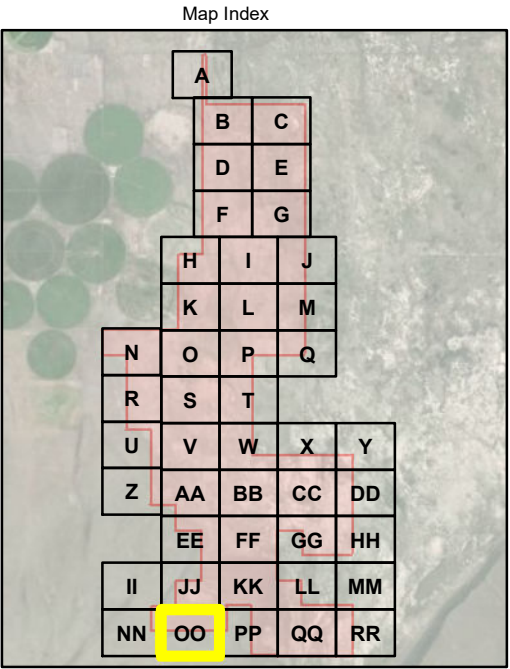 Map Index
A
B C
D E
F G
H I J
K L M
N O P Q
R S T
U V W X Y
Z AA BB CC DD
EE FF GG HH
II JJ KK LL MM
NN OO PP QQ RR